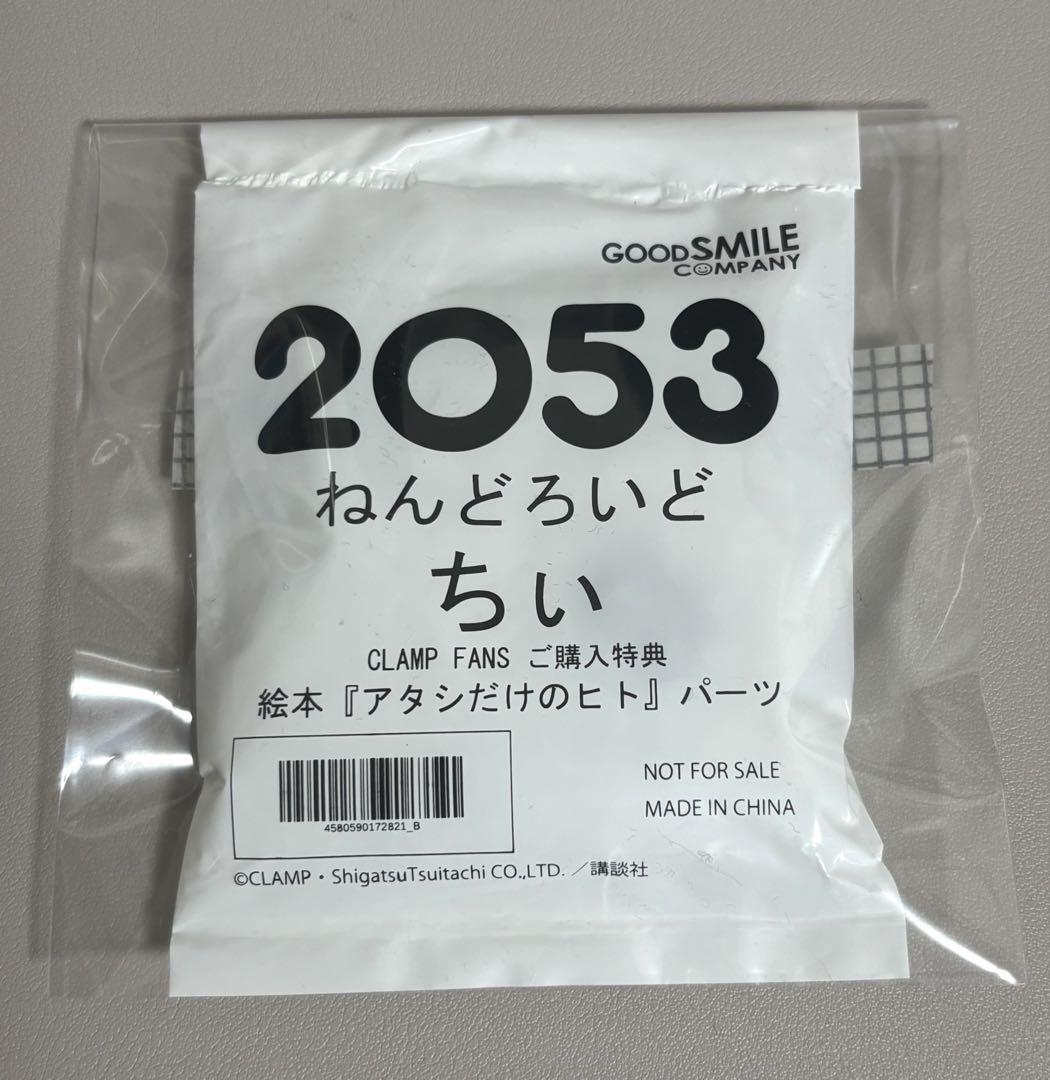 GOODSMILE
COMPANY
2053
ねんどろいど
ちぃ
CLAMP FANS ご購入特典
絵本『アタシだけのヒト』パーツ
4580590172821_B
NOT FOR SALE
MADE IN CHINA
©CLAMP・ShigatsuTsuitachi CO.,LTD.／講談社